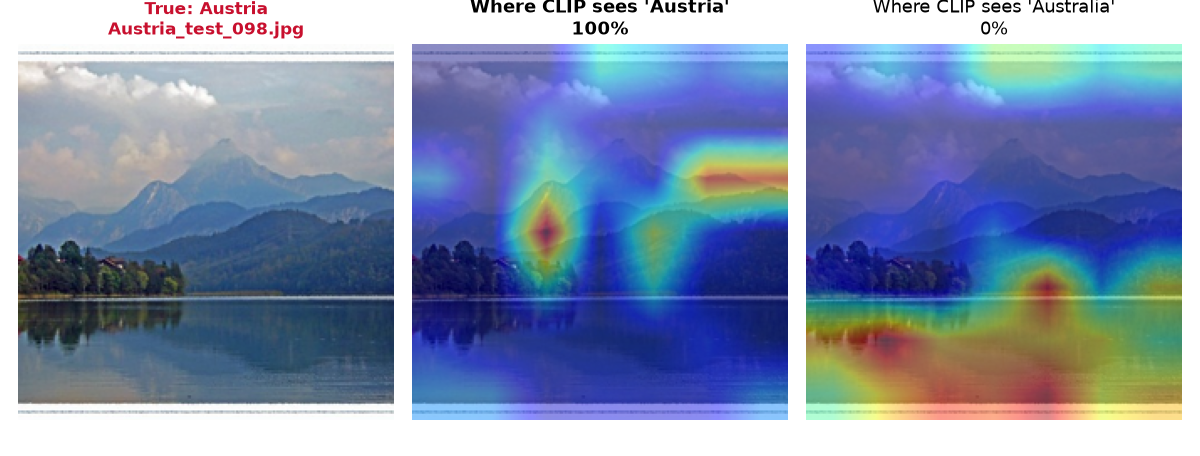 True: Austria
Austria_test_098.jpg
Where CLIP sees 'Austria'
100%
Where CLIP sees 'Australia'
0%